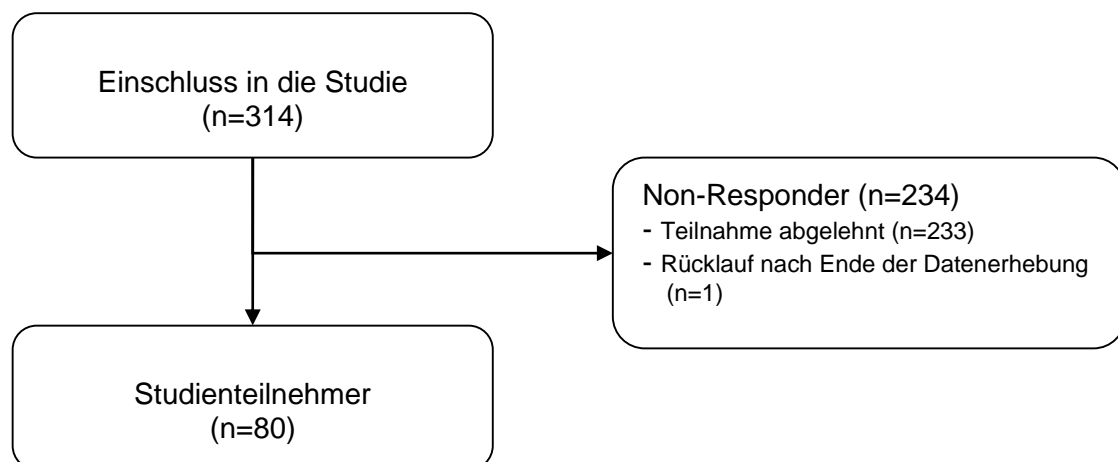 Einschluss in die Studie
(n=314)
Non-Responder (n=234)
- Teilnahme abgelehnt (n=233)
- Rücklauf nach Ende der Datenerhebung
(n=1)
Studienteilnehmer
(n=80)